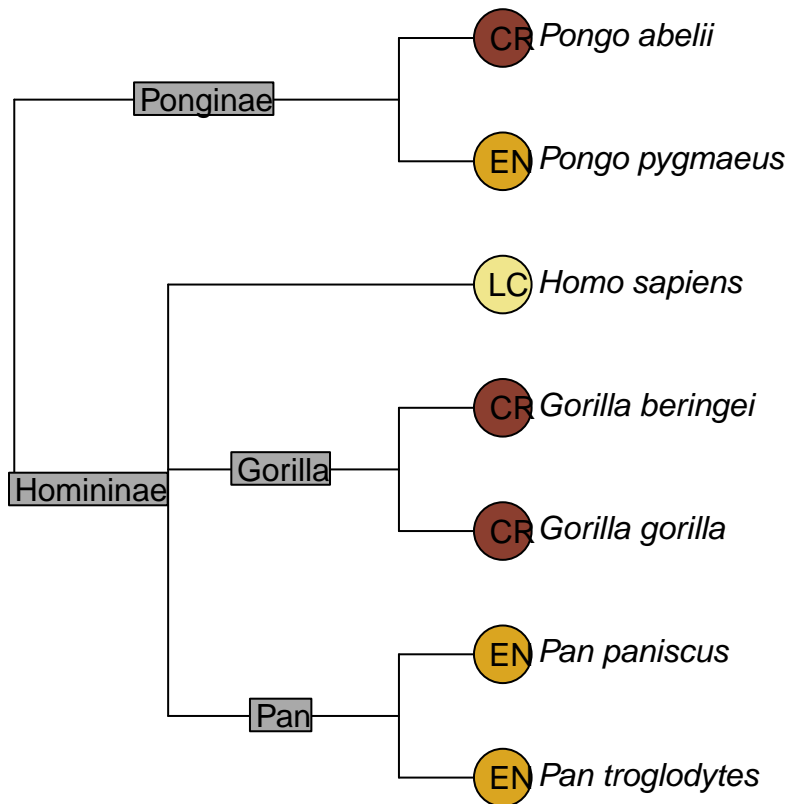 CR Pongo abelii
Ponginae
EN Pongo pygmaeus
LC Homo sapiens
CR Gorilla beringei
Gorilla
Homininae
CR Gorilla gorilla
EN Pan paniscus
Pan
EN Pan troglodytes